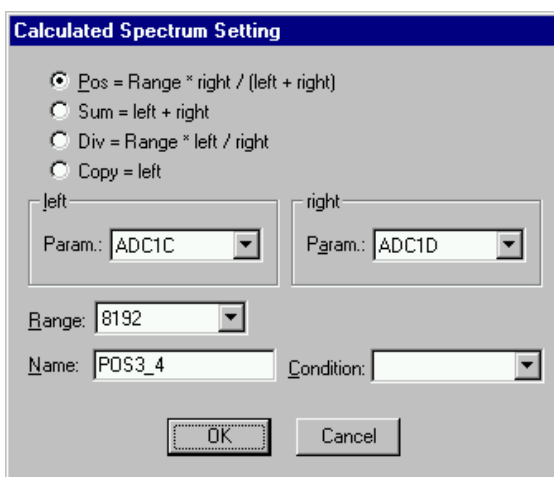 Calculated Spectrum Setting
Pos = Range * right / (left + right)
Sum = left + right
Div = Range * left / right
Copy = left
left right
Param.: ADC1C Param.: ADC1D
Range: 8192
Name: POS3_4 Condition:
OK Cancel